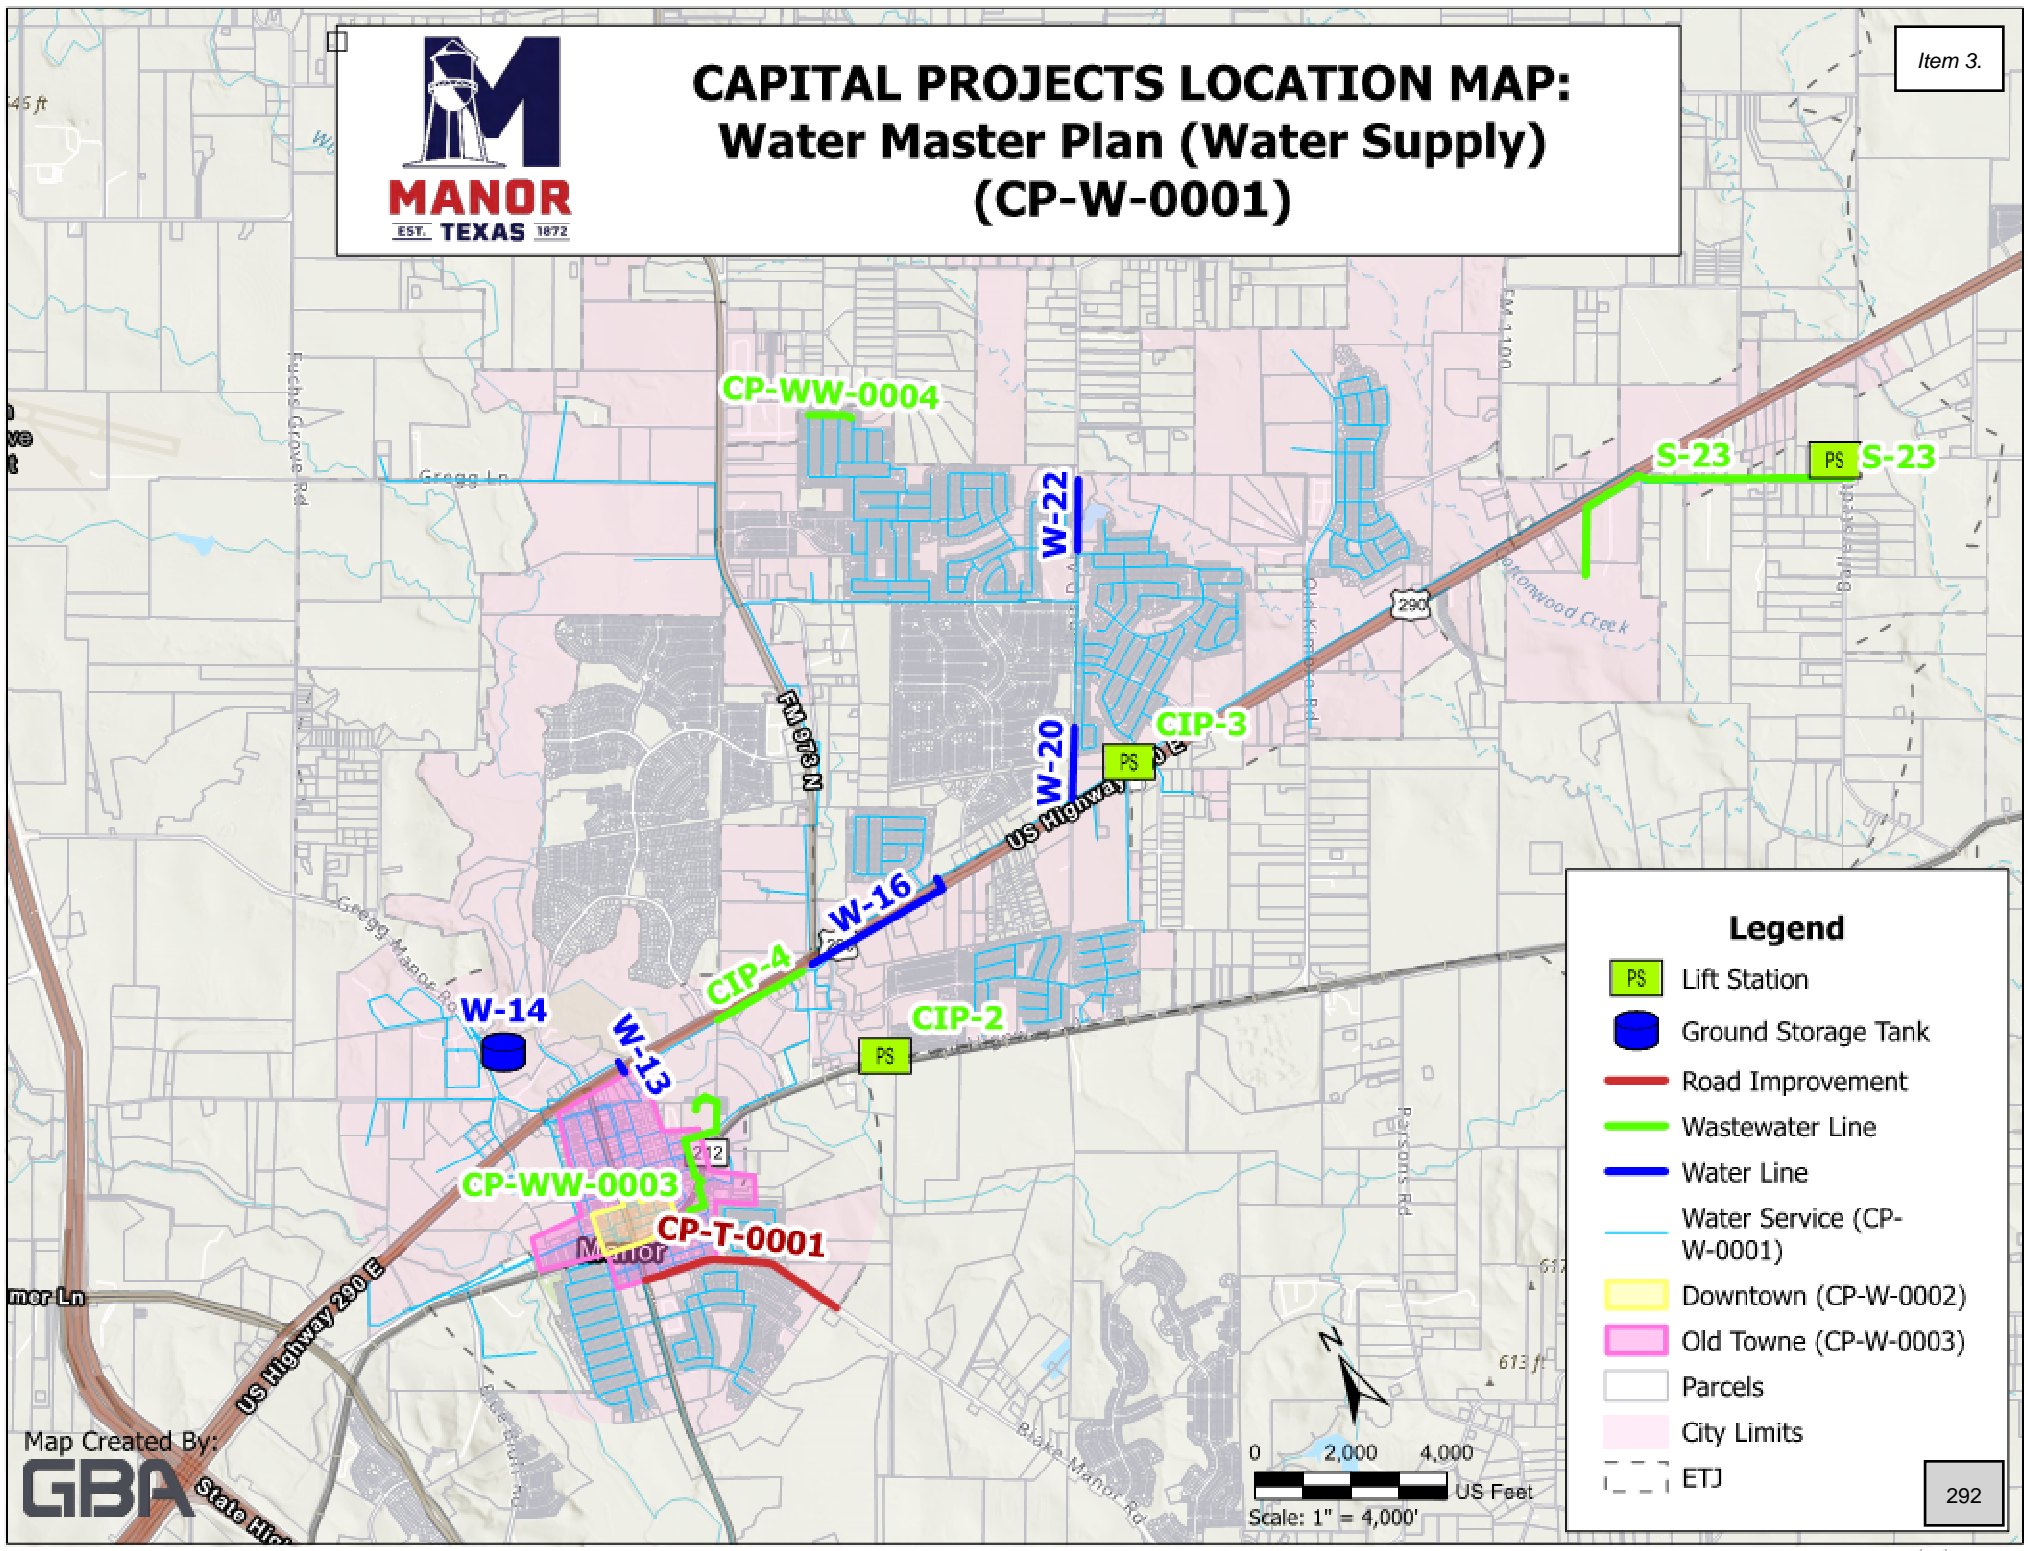 Item 3.
MANOR
EST. TEXAS 1872
CAPITAL PROJECTS LOCATION MAP:
Water Master Plan (Water Supply)
(CP-W-0001)
FM 1100
Fuchs Grove Rd
CP-WW-0004
S-23
PS
S-23
Gregg Ln
W-22
290
Cottonwood Creek
Old Kimbro Rd
FM 973 N
CIP-3
W-20
PS
US Highway
0 E
W-16
CIP-4
Gregg Manor Rd
W-14
W-13
CIP-2
PS
212
Parsons Rd
CP-WW-0003
CP-T-0001
Manor
mer Ln
US Highway 290 E
613 ft
Blake Manor Rd
Legend
PS Lift Station
Ground Storage Tank
Road Improvement
Wastewater Line
Water Line
Water Service (CP-
W-0001)
Downtown (CP-W-0002)
Old Towne (CP-W-0003)
Parcels
City Limits
ETJ
N
0 2,000 4,000
US Feet
Scale: 1" = 4,000'
Map Created By:
GBA
State High
292